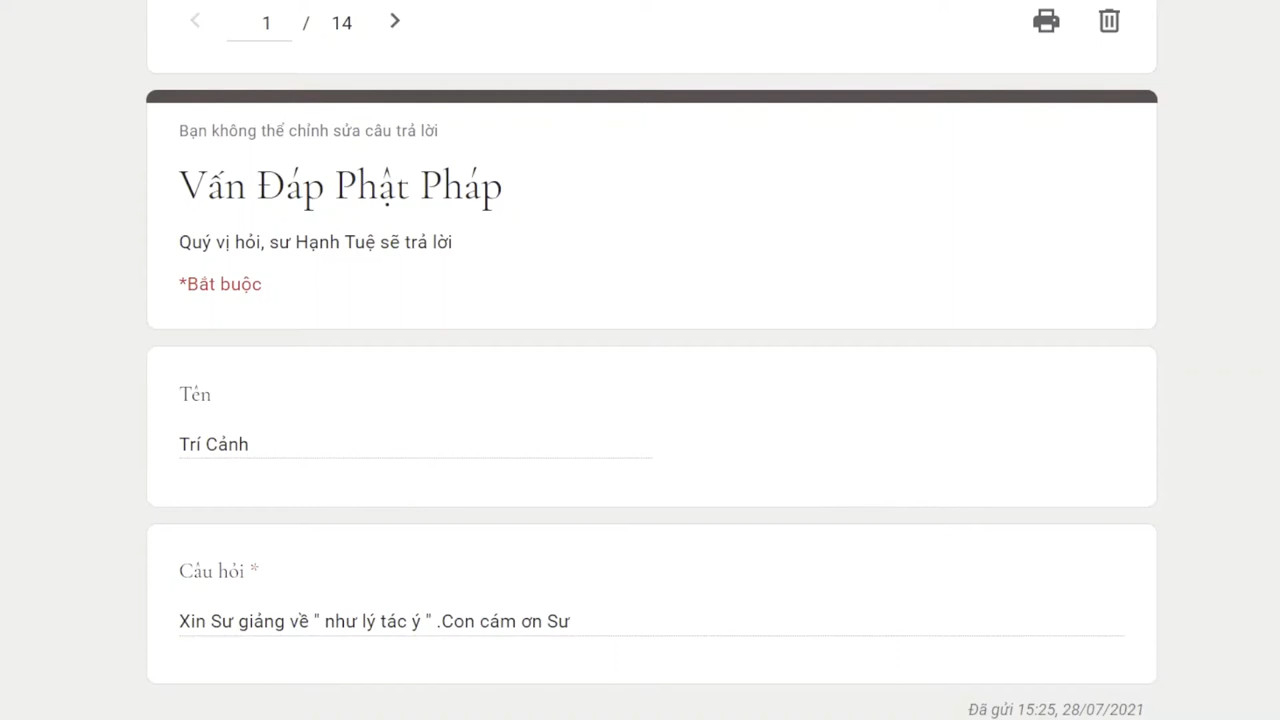 1 / 14
Bạn không thể chỉnh sửa câu trả lời
Vấn Đáp Phật Pháp
Quý vị hỏi, sư Hạnh Tuệ sẽ trả lời
*Bắt buộc
Tên
Trí Cảnh
Câu hỏi *
Xin Sư giảng về " như lý tác ý " .Con cám ơn Sư
Đã gửi 15:25, 28/07/2021